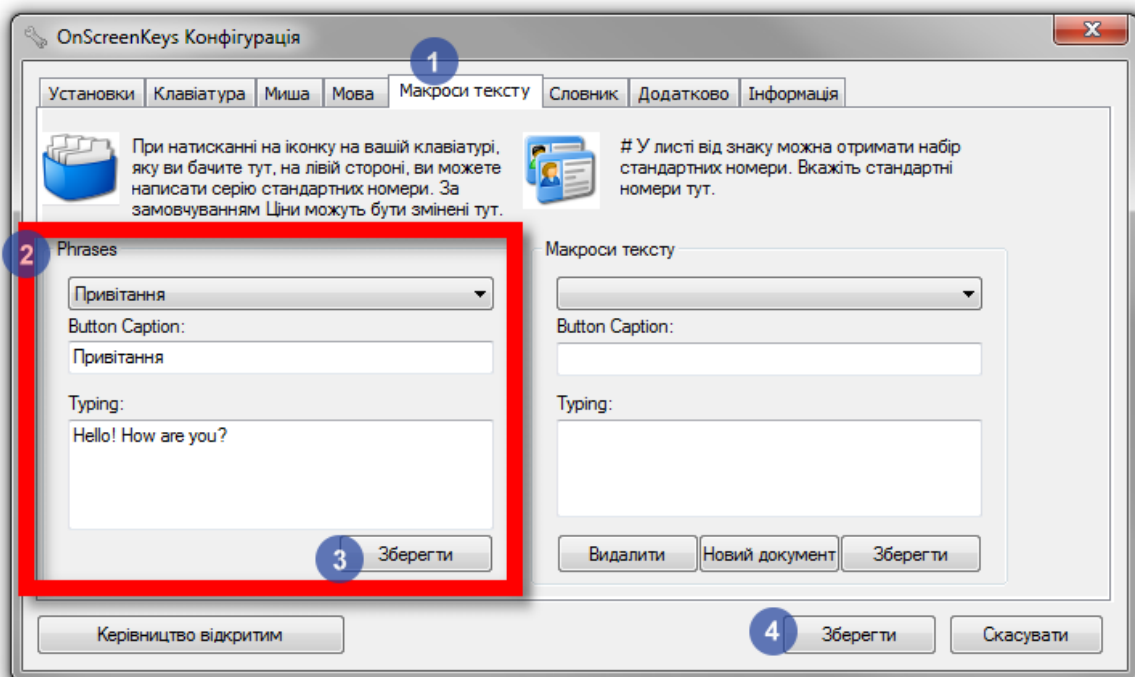 OnScreenKeys Конфігурація
1
Установки Клавіатура Миша Мова Макроси тексту Словник Додатково Інформація
При натисканні на іконку на вашій клавіатурі,
яку ви бачите тут, на лівій стороні, ви можете
написати серію стандартних номери. За
замовчуванням Ціни можуть бути змінені тут.
# У листі від знаку можна отримати набір
стандартних номери. Вкажіть стандартні
номери тут.
2
Phrases
Привітання
Button Caption:
Привітання
Typing:
Hello! How are you?
3
Зберегти
Макроси тексту
Button Caption:
Typing:
Видалити Новий документ Зберегти
Керівництво відкритим
4
Зберегти Скасувати